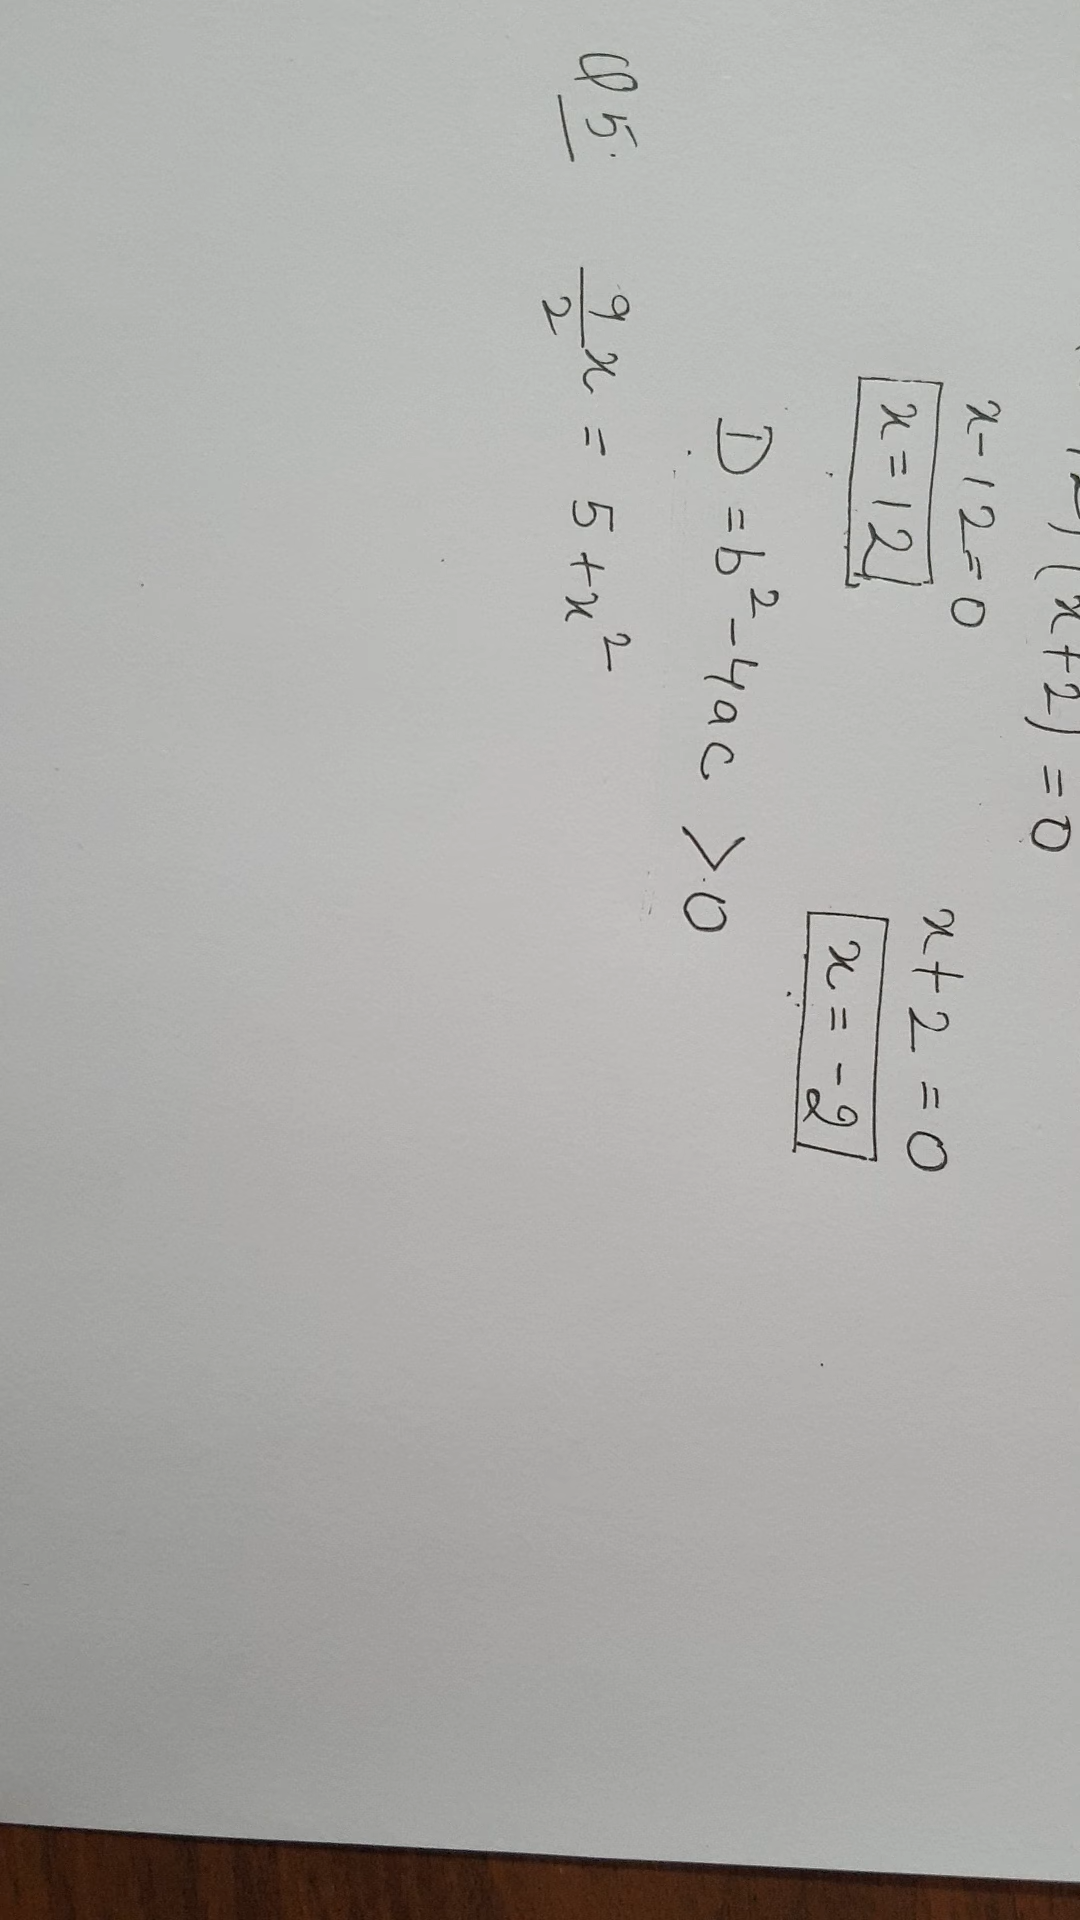 (x+2) = 0
x-12=0 x+2=0
x=12 x=-2
D=b²-4ac >0
Q5. 9/2 x = 5+x²